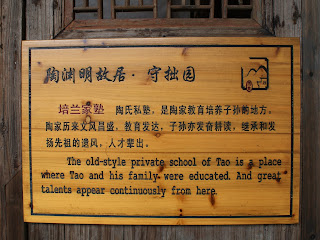 陶渊明故居·守拙园
培兰家塾 陶氏私塾，是陶家教育培养子孙的地方，
陶家历来文风昌盛，教育发达，子孙亦发奋耕读，继承和发
扬先祖的遗风，人才辈出。
The old-style private school of Tao is a place
where Tao and his family were educated. And great
talents appear continuously from here.